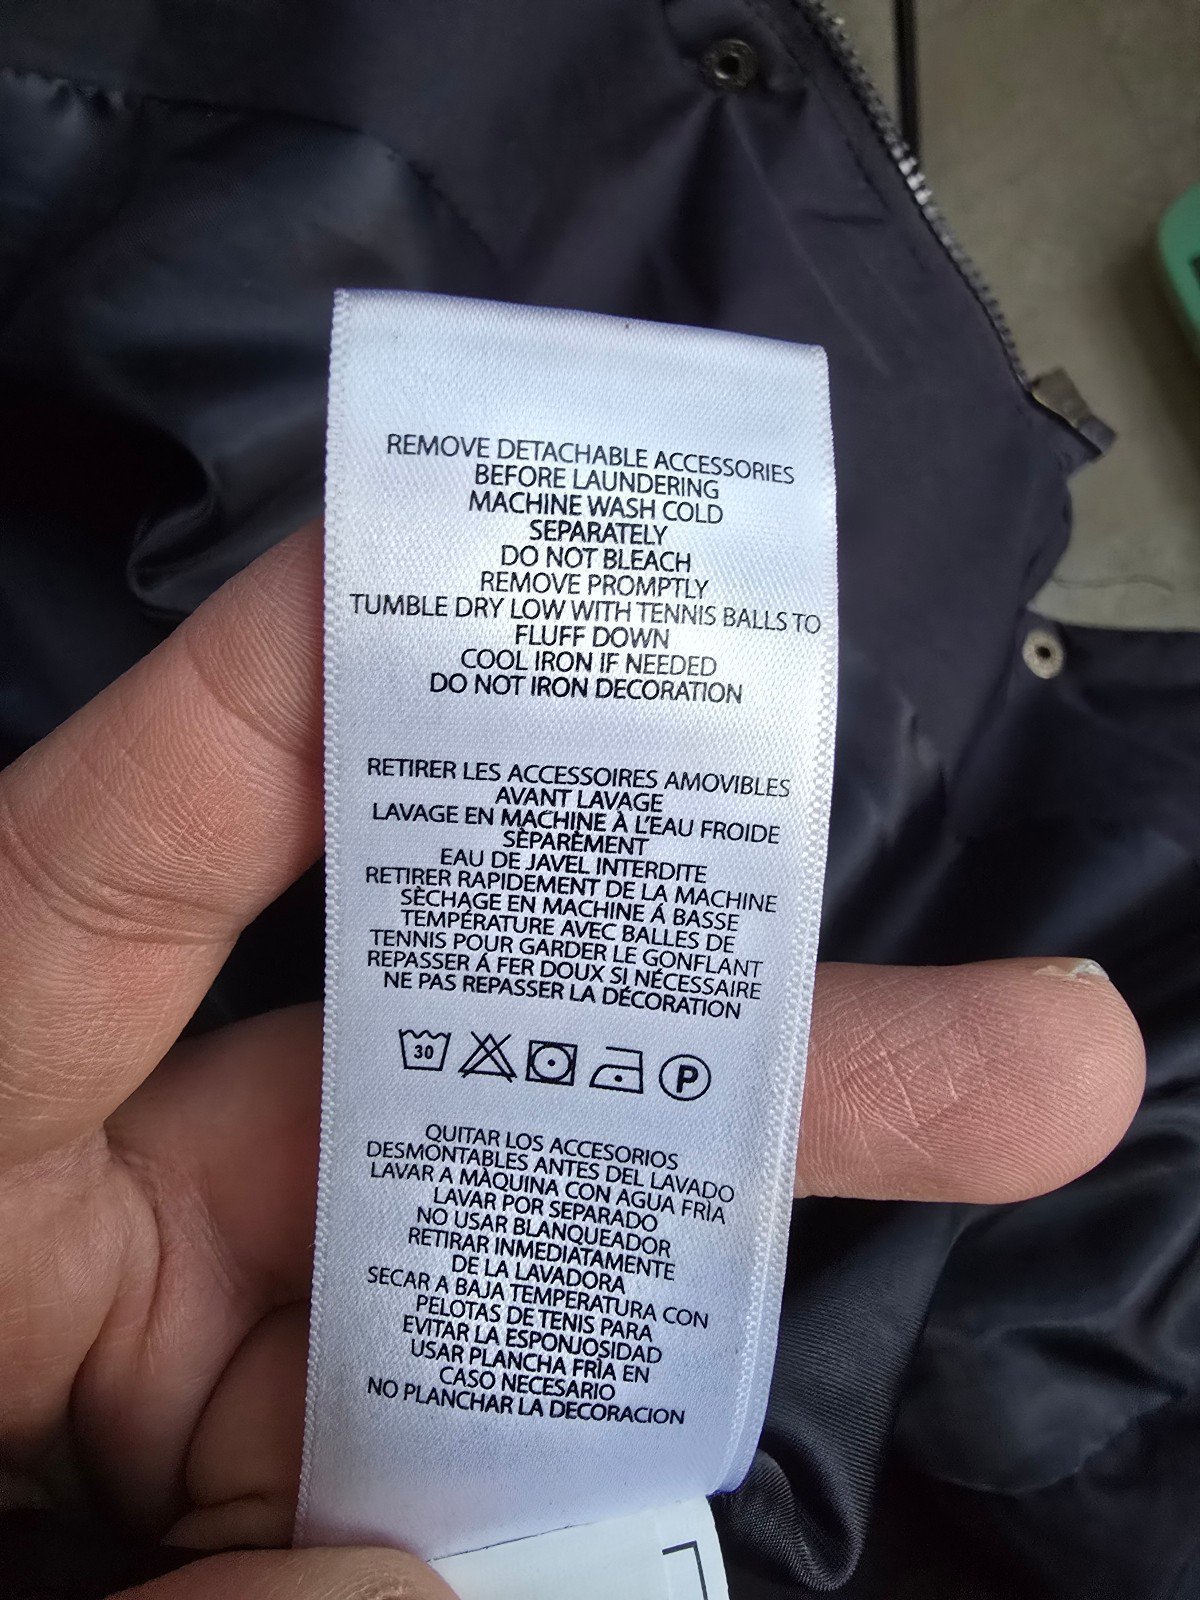 REMOVE DETACHABLE ACCESSORIES
BEFORE LAUNDERING
MACHINE WASH COLD
SEPARATELY
DO NOT BLEACH
REMOVE PROMPTLY
TUMBLE DRY LOW WITH TENNIS BALLS TO
FLUFF DOWN
COOL IRON IF NEEDED
DO NOT IRON DECORATION
RETIRER LES ACCESSOIRES AMOVIBLES
AVANT LAVAGE
LAVAGE EN MACHINE À L'EAU FROIDE
SÈPARÈMENT
EAU DE JAVEL INTERDITE
RETIRER RAPIDEMENT DE LA MACHINE
SÈCHAGE EN MACHINE Á BASSE
TEMPÉRATURE AVEC BALLES DE
TENNIS POUR GARDER LE GONFLANT
REPASSER Á FER DOUX SI NÉCESSAIRE
NE PAS REPASSER LA DÉCORATION
30 P
QUITAR LOS ACCESORIOS
DESMONTABLES ANTES DEL LAVADO
LAVAR A MÀQUINA CON AGUA FRÌA
LAVAR POR SEPARADO
NO USAR BLANQUEADOR
RETIRAR INMEDIATAMENTE
DE LA LAVADORA
SECAR A BAJA TEMPERATURA CON
PELOTAS DE TENIS PARA
EVITAR LA ESPONJOSIDAD
USAR PLANCHA FRÌA EN
CASO NECESARIO
NO PLANCHAR LA DECORACION